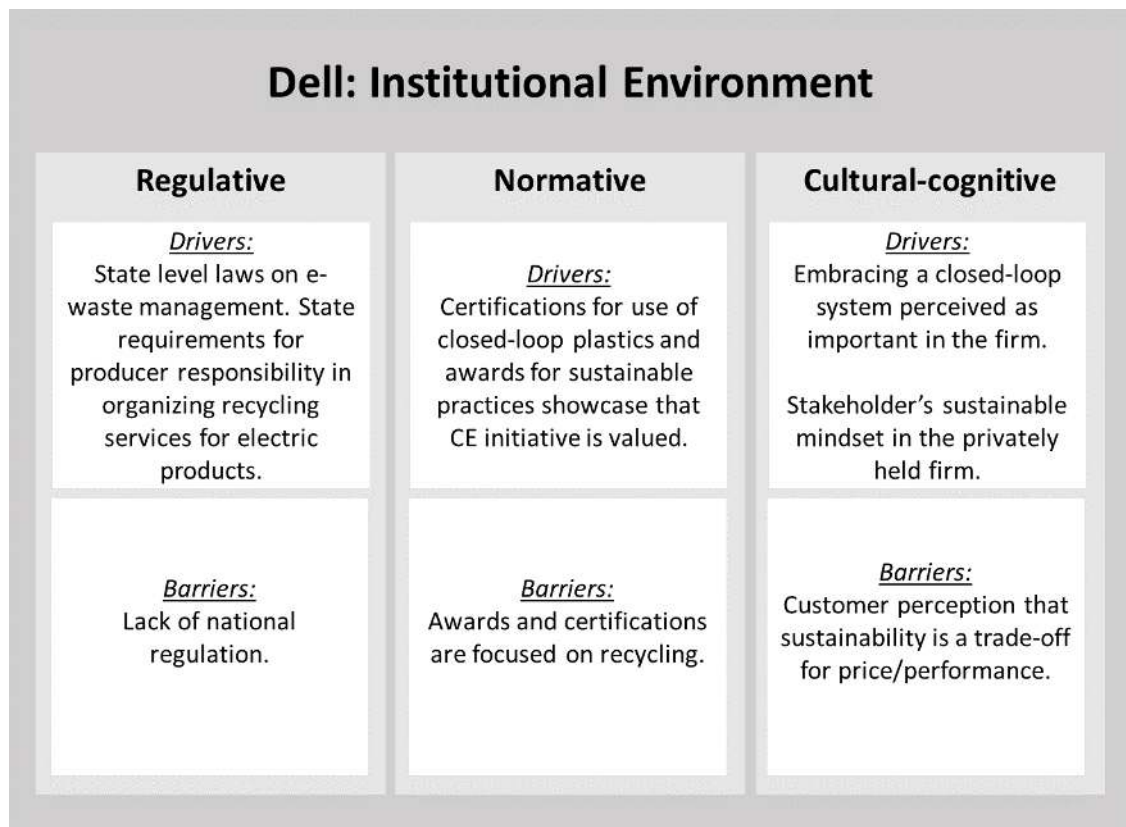 Dell: Institutional Environment
Regulative
Drivers:
State level laws on e-
waste management. State
requirements for
producer responsibility in
organizing recycling
services for electric
products.
Barriers:
Lack of national
regulation.
Normative
Drivers:
Certifications for use of
closed-loop plastics and
awards for sustainable
practices showcase that
CE initiative is valued.
Barriers:
Awards and certifications
are focused on recycling.
Cultural-cognitive
Drivers:
Embracing a closed-loop
system perceived as
important in the firm.
Stakeholder’s sustainable
mindset in the privately
held firm.
Barriers:
Customer perception that
sustainability is a trade-off
for price/performance.